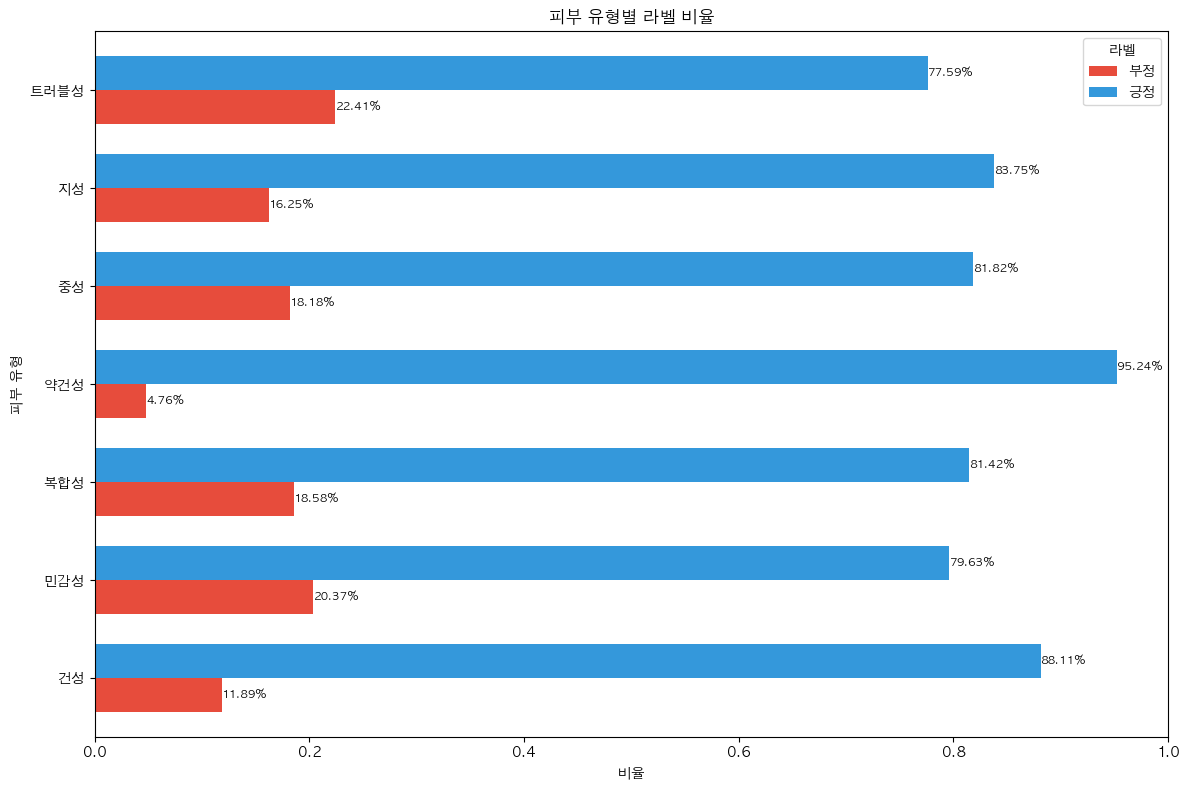 피부 유형별 라벨 비율
라벨
부정
긍정
피부 유형
트러블성
77.59%
22.41%
지성
83.75%
16.25%
중성
81.82%
18.18%
약건성
95.24%
4.76%
복합성
81.42%
18.58%
민감성
79.63%
20.37%
건성
88.11%
11.89%
0.0 0.2 0.4 0.6 0.8 1.0
비율